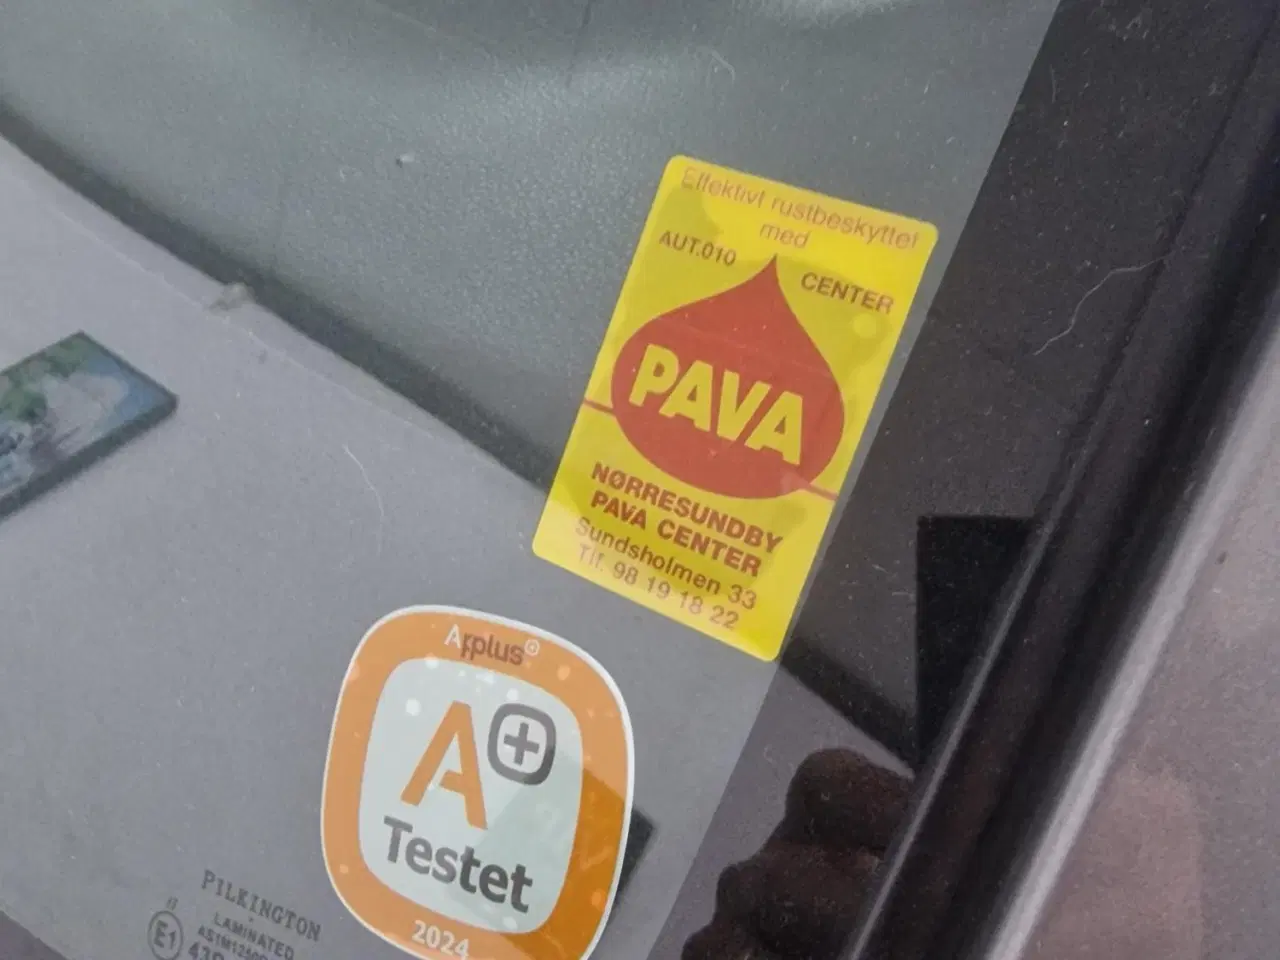 Effektivt rustbeskyttet
med
AUT.010 CENTER
PAVA
NØRRESUNDBY
PAVA CENTER
Sundsholmen 33
Tlf. 98 19 18 22
Applus+
A+
Testet
2024
PILKINGTON
LAMINATED
E1